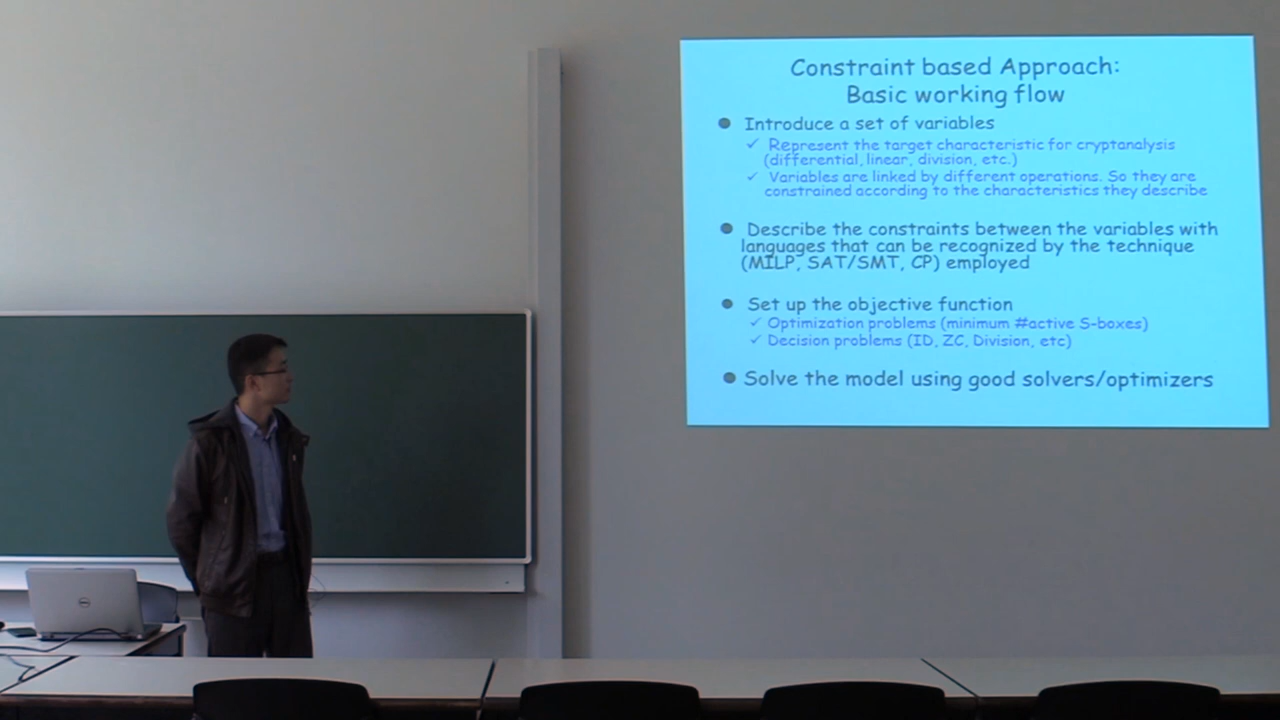 Constraint based Approach:
Basic working flow
Introduce a set of variables
Represent the target characteristic for cryptanalysis
(differential, linear, division, etc.)
Variables are linked by different operations. So they are
constrained according to the characteristics they describe
Describe the constraints between the variables with
languages that can be recognized by the technique
(MILP, SAT/SMT, CP) employed
Set up the objective function
Optimization problems (minimum #active S-boxes)
Decision problems (ID, ZC, Division, etc)
Solve the model using good solvers/optimizers
DELL